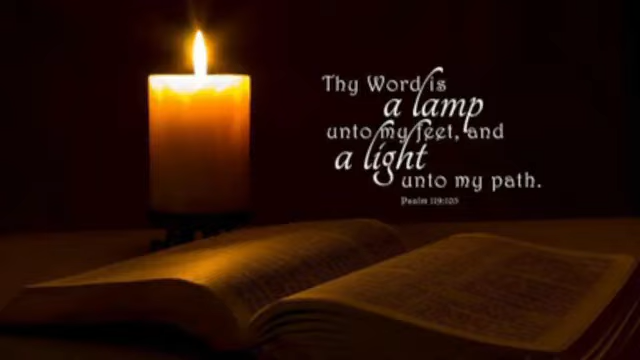 Thy Word is
a lamp
unto my feet, and
a light
unto my path.
Psalm 119:105